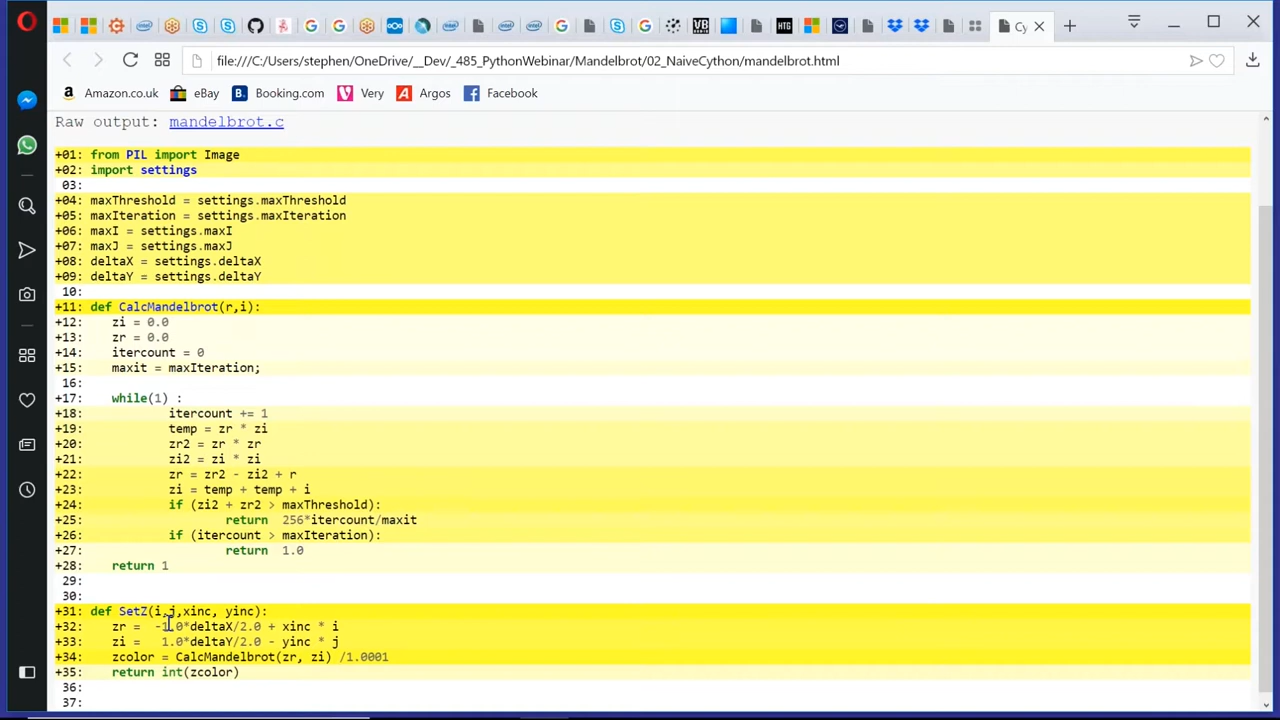 Cy
file:///C:/Users/stephen/OneDrive/__Dev/_485_PythonWebinar/Mandelbrot/02_NaiveCython/mandelbrot.html
Amazon.co.uk eBay Booking.com Very Argos Facebook
Raw output: mandelbrot.c
+01: from PIL import Image
+02: import settings
03:
+04: maxThreshold = settings.maxThreshold
+05: maxIteration = settings.maxIteration
+06: maxI = settings.maxI
+07: maxJ = settings.maxJ
+08: deltaX = settings.deltaX
+09: deltaY = settings.deltaY
10:
+11: def CalcMandelbrot(r,i):
+12:    zi = 0.0
+13:    zr = 0.0
+14:    itercount = 0
+15:    maxit = maxIteration;
16:
+17:    while(1) :
+18:            itercount += 1
+19:            temp = zr * zi
+20:            zr2 = zr * zr
+21:            zi2 = zi * zi
+22:            zr = zr2 - zi2 + r
+23:            zi = temp + temp + i
+24:            if (zi2 + zr2 > maxThreshold):
+25:                    return  256*itercount/maxit
+26:            if (itercount > maxIteration):
+27:                    return  1.0
+28:    return 1
29:
30:
+31: def SetZ(i,j,xinc, yinc):
+32:    zr =  -1.0*deltaX/2.0 + xinc * i
+33:    zi =   1.0*deltaY/2.0 - yinc * j
+34:    zcolor = CalcMandelbrot(zr, zi) /1.0001
+35:    return int(zcolor)
36:
37: